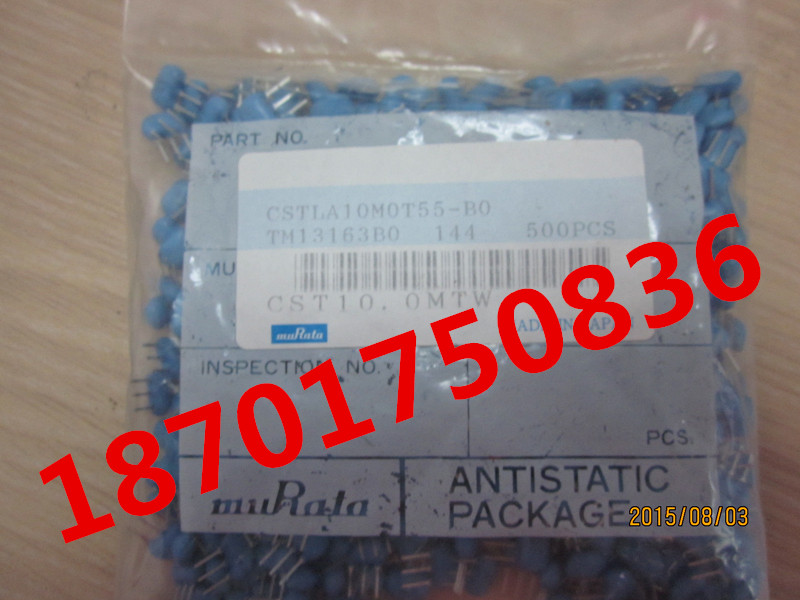 PART NO.
CSTLA10M0T55-B0
TM13163B0 144 500PCS
MU
CST10.0MTW
muRata
INSPECTION NO.
18701750836
PCS.
muRata
ANTISTATIC
PACKAGE
2015/08/03